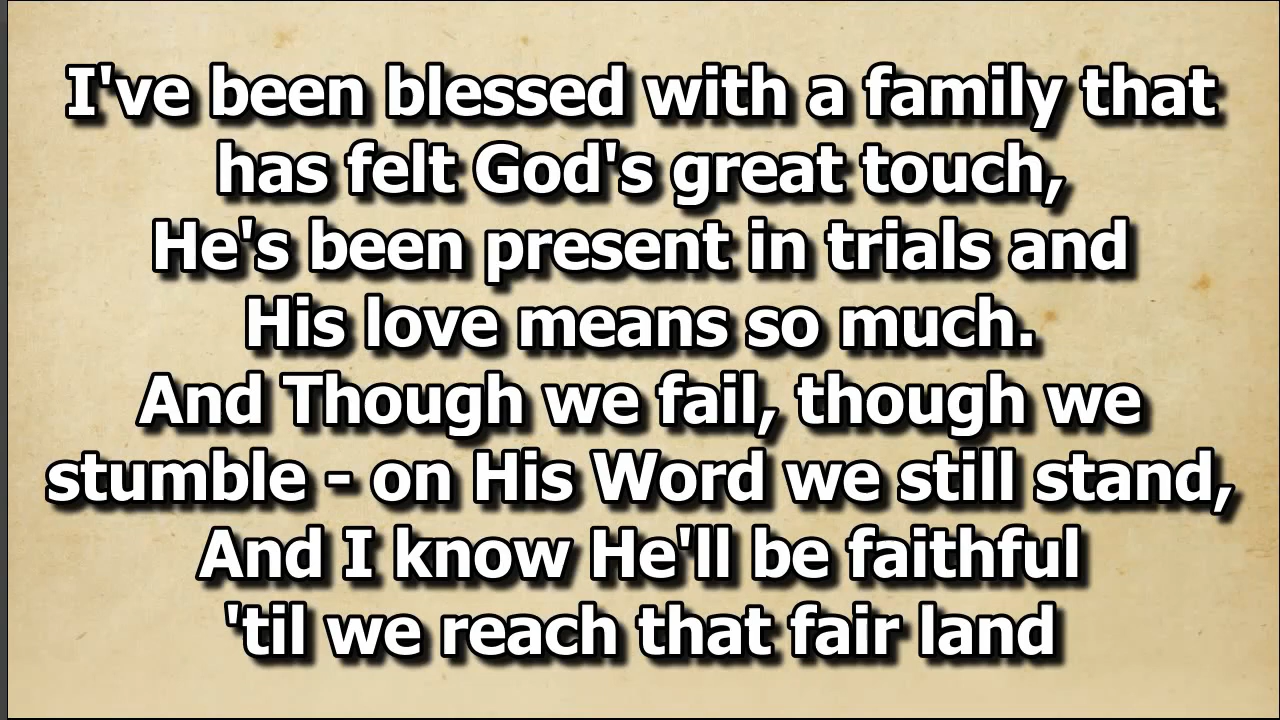 I've been blessed with a family that
has felt God's great touch,
He's been present in trials and
His love means so much.
And Though we fail, though we
stumble - on His Word we still stand,
And I know He'll be faithful
'til we reach that fair land